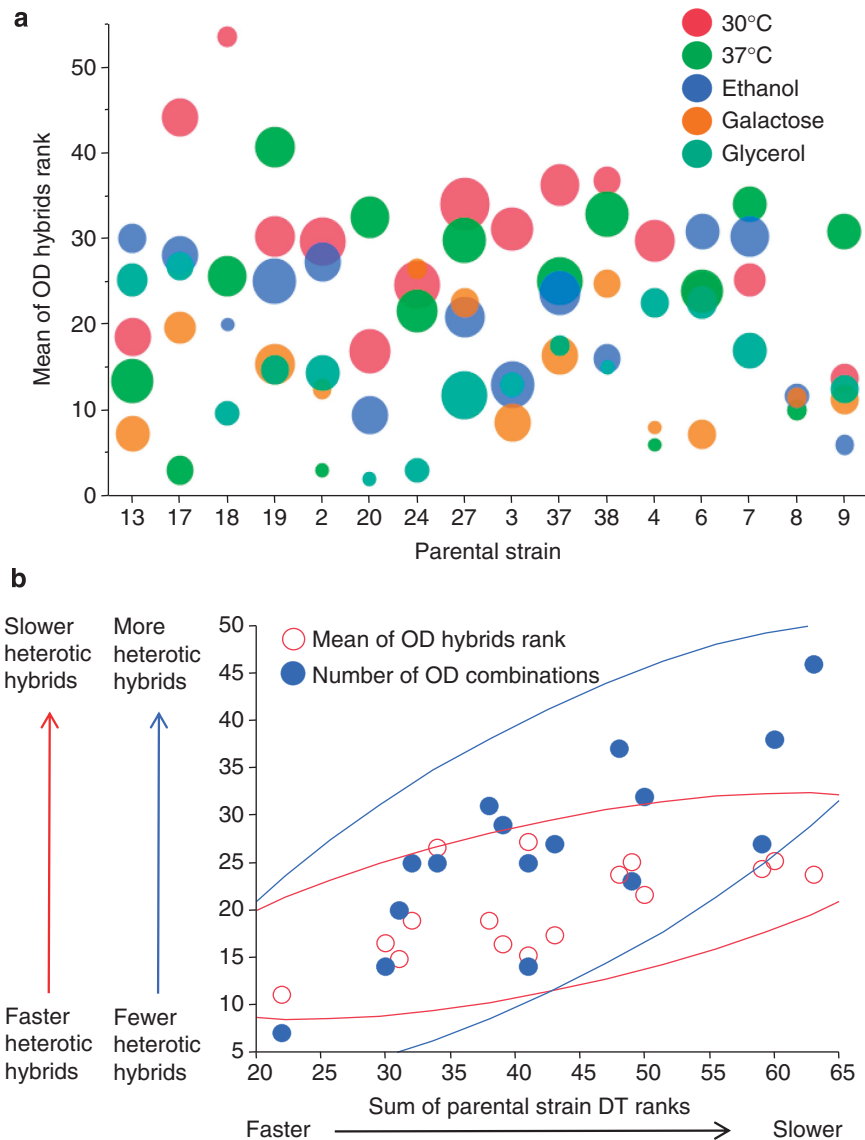 a
30°C
37°C
Ethanol
Galactose
Glycerol
Mean of OD hybrids rank
50
40
30
20
10
0
13 17 18 19 2 20 24 27 3 37 38 4 6 7 8 9
Parental strain
b
Slower heterotic hybrids
More heterotic hybrids
Faster heterotic hybrids
Fewer heterotic hybrids
Mean of OD hybrids rank
Number of OD combinations
50
45
40
35
30
25
20
15
10
5
20 25 30 35 40 45 50 55 60 65
Sum of parental strain DT ranks
Faster Slower